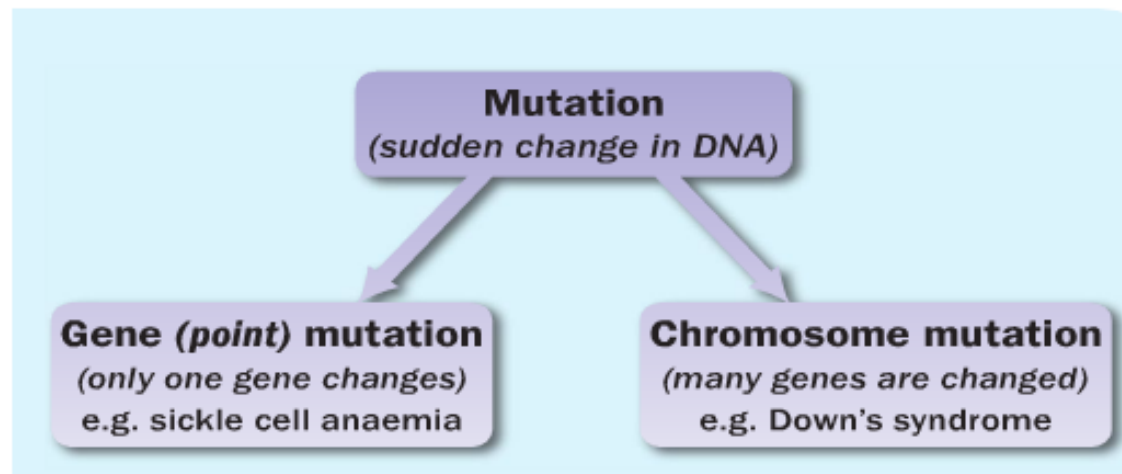 Mutation
(sudden change in DNA)
Gene (point) mutation
(only one gene changes)
e.g. sickle cell anaemia
Chromosome mutation
(many genes are changed)
e.g. Down's syndrome